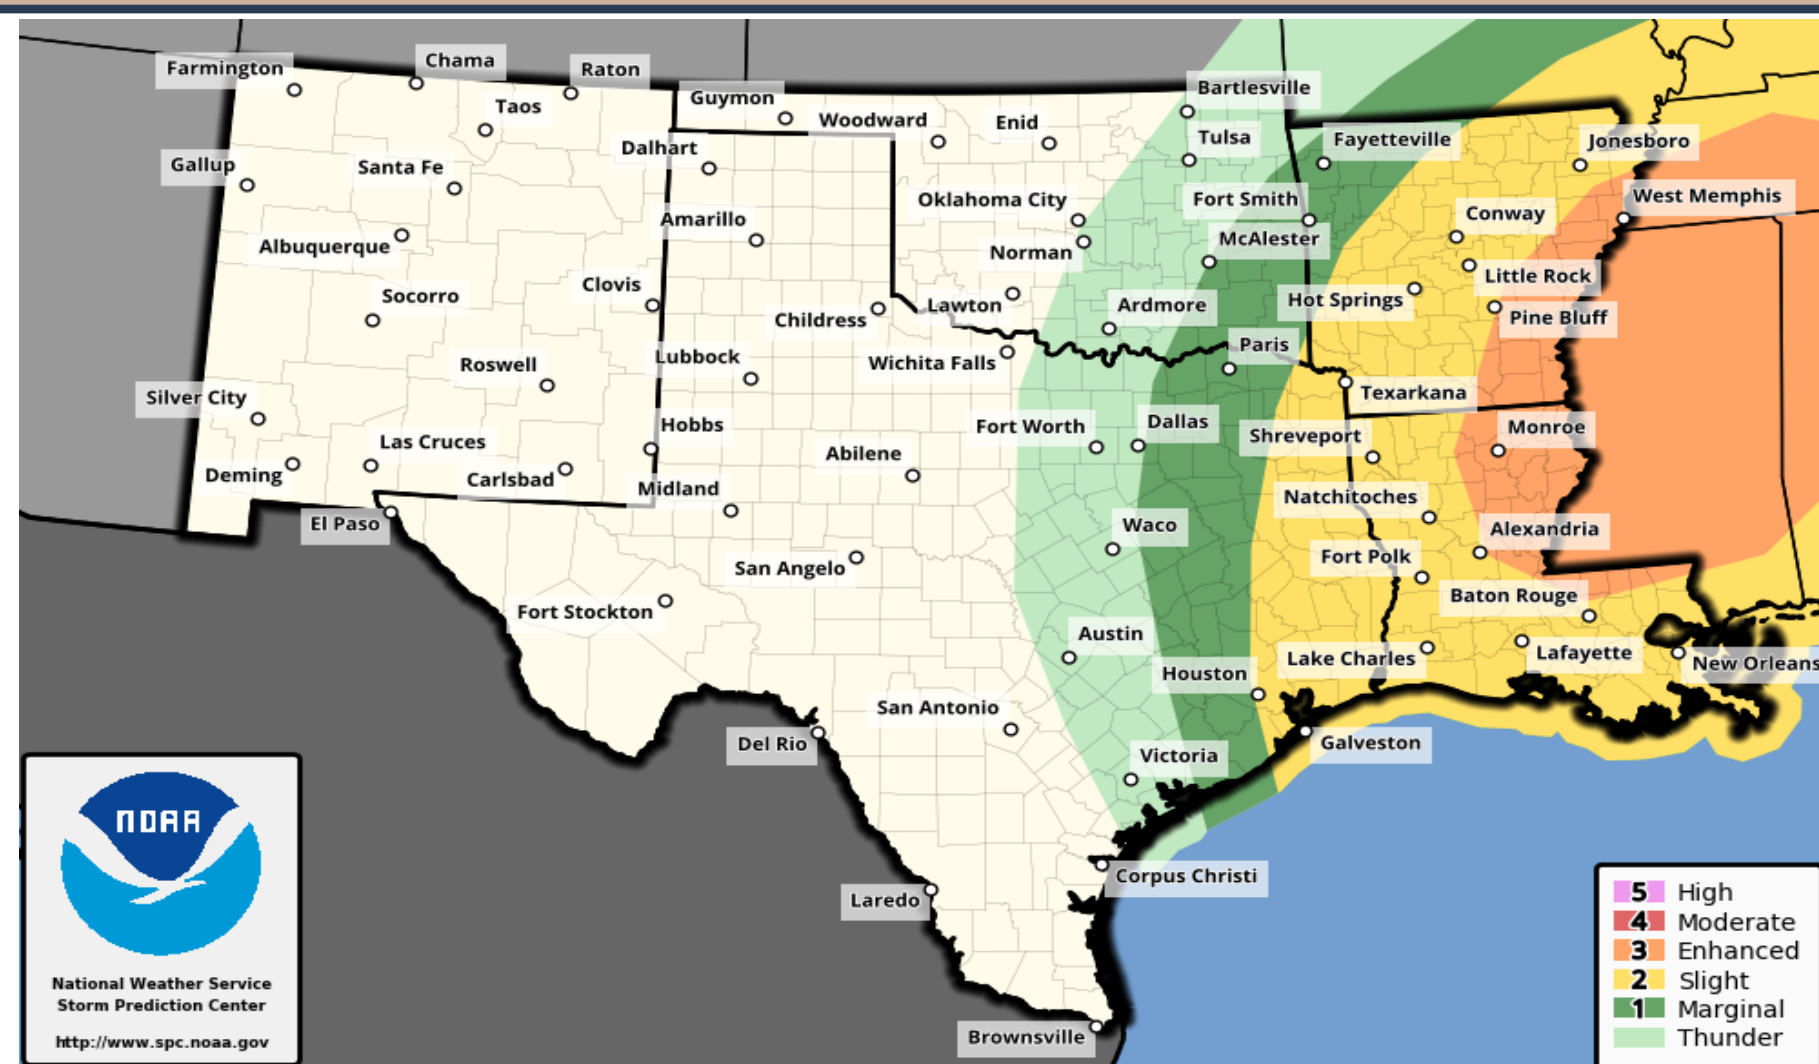 Farmington
Chama
Raton
Guymon
Taos
Woodward
Enid
Bartlesville
Tulsa
Fayetteville
Jonesboro
Gallup
Santa Fe
Dalhart
Oklahoma City
Fort Smith
West Memphis
Amarillo
Conway
Albuquerque
Norman
McAlester
Socorro
Clovis
Childress
Lawton
Ardmore
Hot Springs
Little Rock
Pine Bluff
Roswell
Lubbock
Wichita Falls
Paris
Texarkana
Silver City
Las Cruces
Hobbs
Fort Worth
Dallas
Shreveport
Monroe
Deming
Carlsbad
Midland
Abilene
Natchitoches
El Paso
Waco
Alexandria
San Angelo
Fort Polk
Fort Stockton
Baton Rouge
Austin
Houston
Lake Charles
Lafayette
New Orleans
San Antonio
Del Rio
Victoria
Galveston
Corpus Christi
Laredo
Brownsville
NOAA
National Weather Service
Storm Prediction Center
http://www.spc.noaa.gov
5 High
4 Moderate
3 Enhanced
2 Slight
1 Marginal
Thunder